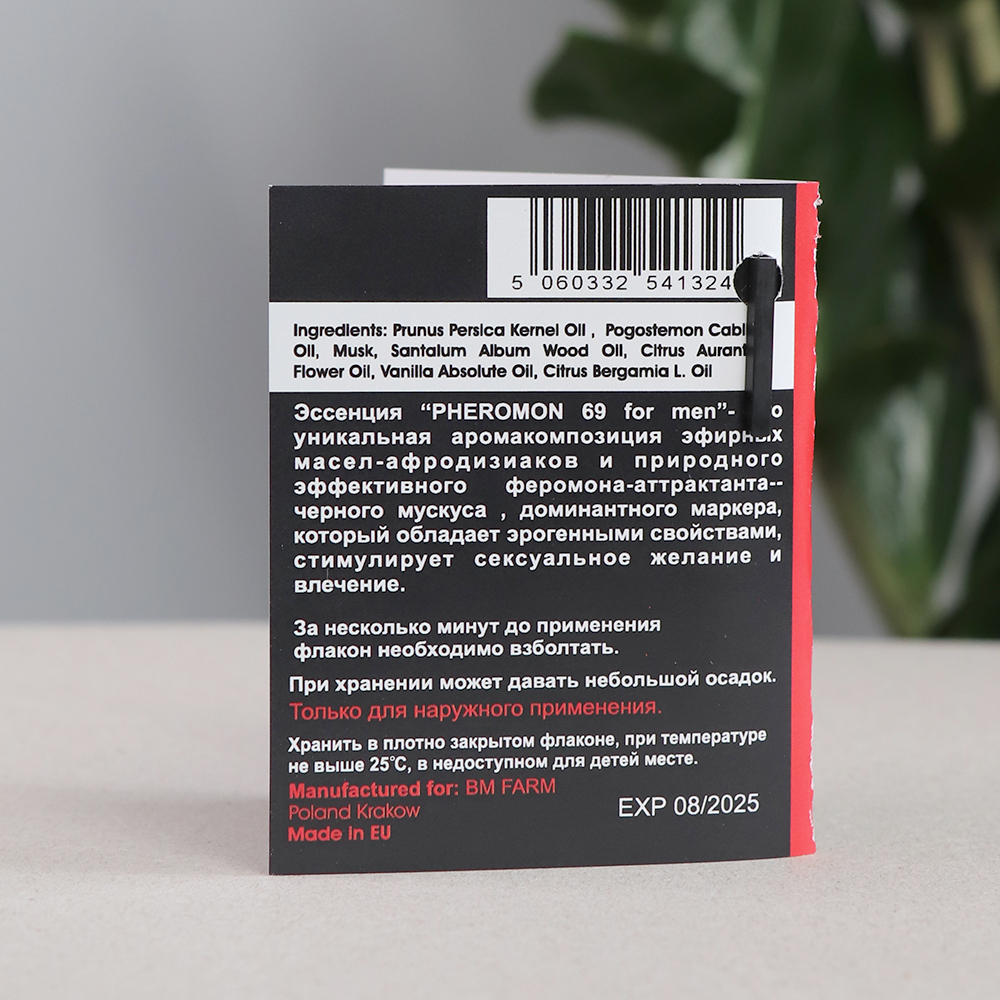 5 060332 541324
Ingredients: Prunus Persica Kernel Oil , Pogostemon
Oil, Musk, Santalum Album Wood Oil, Citrus
Flower Oil, Vanilla Absolute Oil, Citrus Bergamia L. Oil
Эссенция “PHEROMON 69 for men”-
уникальная аромакомпозиция эфирных
масел-афродизиаков и природного
эффективного феромона-аттрактанта--
черного мускуса , доминантного маркера,
который обладает эрогенными свойствами,
стимулирует сексуальное желание и
влечение.
За несколько минут до применения
флакон необходимо взболтать.
При хранении может давать небольшой осадок.
Только для наружного применения.
Хранить в плотно закрытом флаконе, при температуре
не выше 25℃, в недоступном для детей месте.
Manufactured for: BM FARM
Poland Krakow
Made in EU
EXP 08/2025